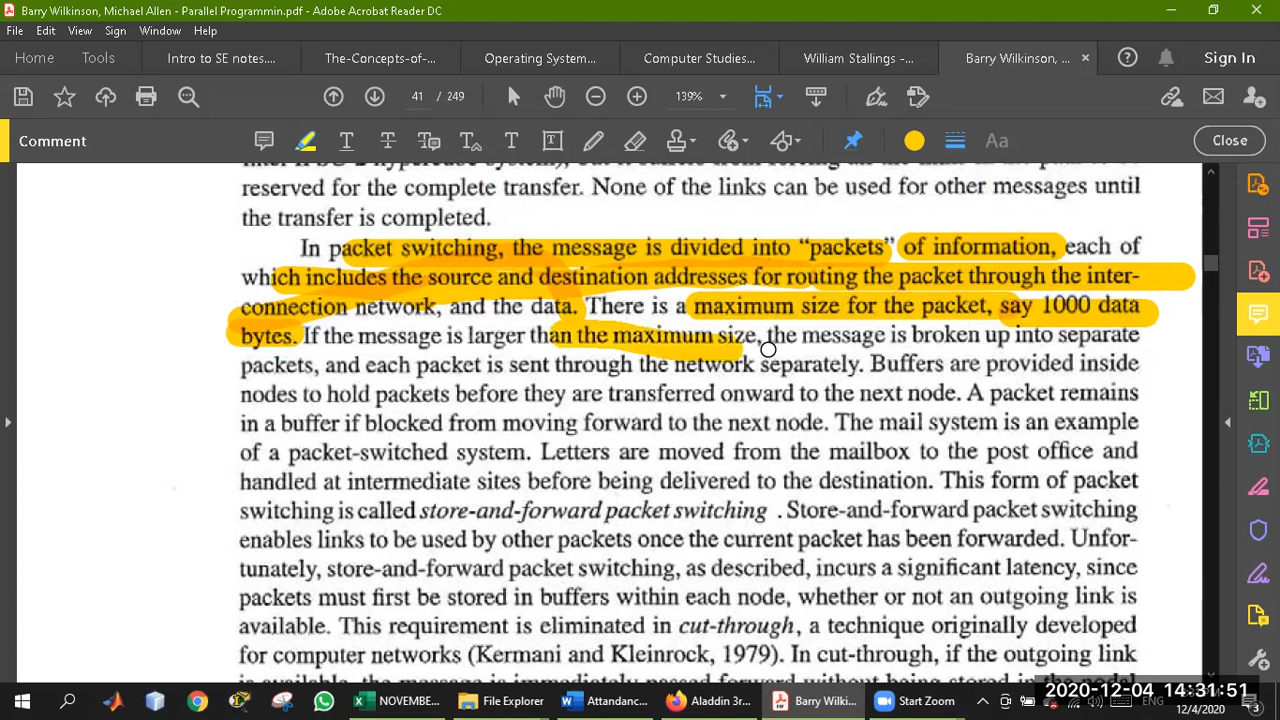 Barry Wilkinson, Michael Allen - Parallel Programmin.pdf - Adobe Acrobat Reader DC
File Edit View Sign Window Help
Home Tools Intro to SE notes.... The-Concepts-of-... Operating System... Computer Studies... William Stallings -... Barry Wilkinson, ... Sign In
41 / 249 139%
Comment Aa Close
reserved for the complete transfer. None of the links can be used for other messages until
the transfer is completed.
In packet switching, the message is divided into “packets” of information, each of
which includes the source and destination addresses for routing the packet through the inter-
connection network, and the data. There is a maximum size for the packet, say 1000 data
bytes. If the message is larger than the maximum size, the message is broken up into separate
packets, and each packet is sent through the network separately. Buffers are provided inside
nodes to hold packets before they are transferred onward to the next node. A packet remains
in a buffer if blocked from moving forward to the next node. The mail system is an example
of a packet-switched system. Letters are moved from the mailbox to the post office and
handled at intermediate sites before being delivered to the destination. This form of packet
switching is called store-and-forward packet switching . Store-and-forward packet switching
enables links to be used by other packets once the current packet has been forwarded. Unfor-
tunately, store-and-forward packet switching, as described, incurs a significant latency, since
packets must first be stored in buffers within each node, whether or not an outgoing link is
available. This requirement is eliminated in cut-through, a technique originally developed
for computer networks (Kermani and Kleinrock, 1979). In cut-through, if the outgoing link
NOVEMBE... File Explorer Attandanc... Aladdin 3r... Barry Wilki... Start Zoom ENG
2020-12-04 14:31:51
12/4/2020